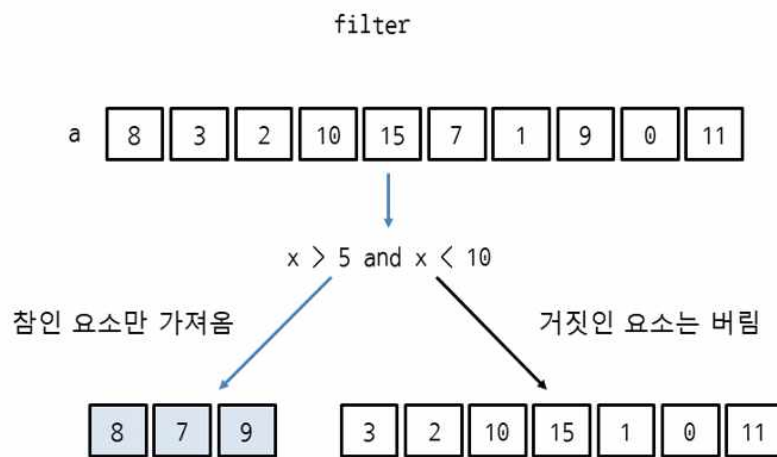 filter
a 8 3 2 10 15 7 1 9 0 11
x > 5 and x < 10
참인 요소만 가져옴 거짓인 요소는 버림
8 7 9 3 2 10 15 1 0 11